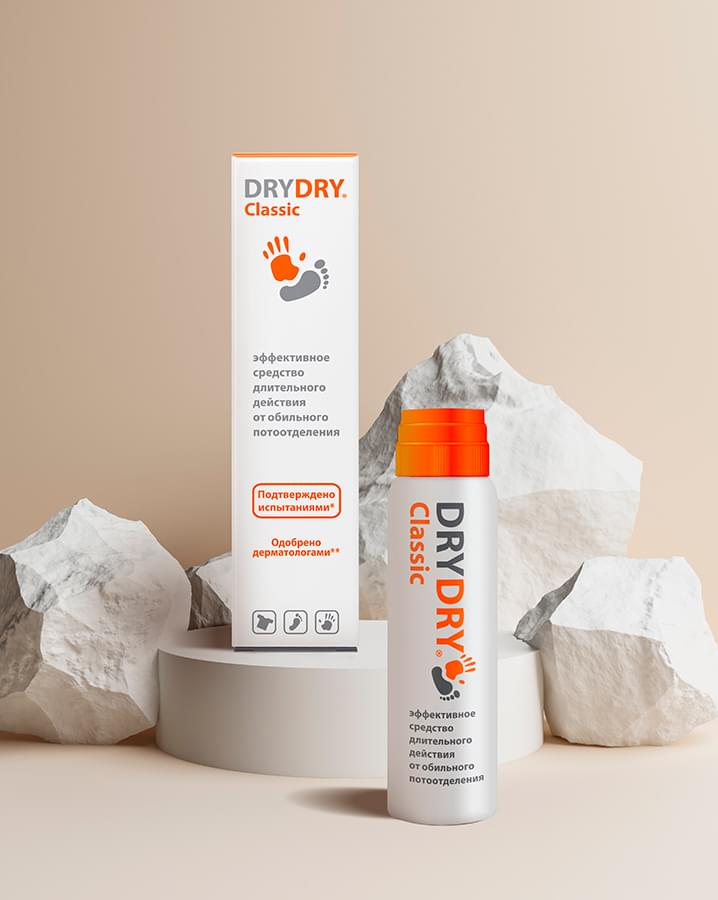 DRYDRY®
Classic
эффективное
средство
длительного
действия
от обильного
потоотделения
Подтверждено
испытаниями*
Одобрено
дерматологами**
DRYDRY®
Classic
эффективное
средство
длительного
действия
от обильного
потоотделения